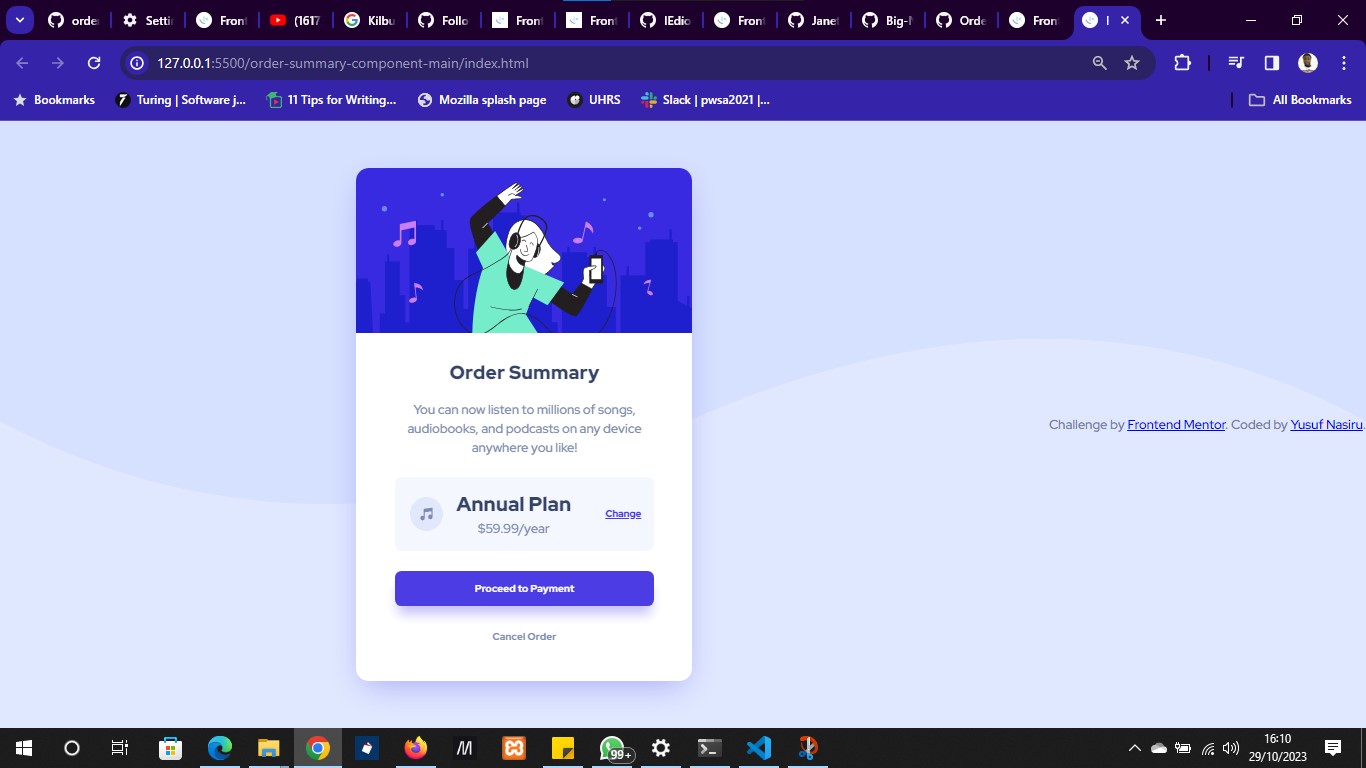 order
Setti
Front
(1617
Kilbu
Follo
Front
Front
IEdio
Front
Janet
Big-N
Orde
Front
127.0.0.1:5500/order-summary-component-main/index.html
Bookmarks
Turing | Software j...
11 Tips for Writing...
Mozilla splash page
UHRS
Slack | pwsa2021 |...
All Bookmarks
Order Summary
You can now listen to millions of songs,
audiobooks, and podcasts on any device
anywhere you like!
Annual Plan
$59.99/year
Change
Proceed to Payment
Cancel Order
Challenge by Frontend Mentor. Coded by Yusuf Nasiru.
99+
16:10
29/10/2023